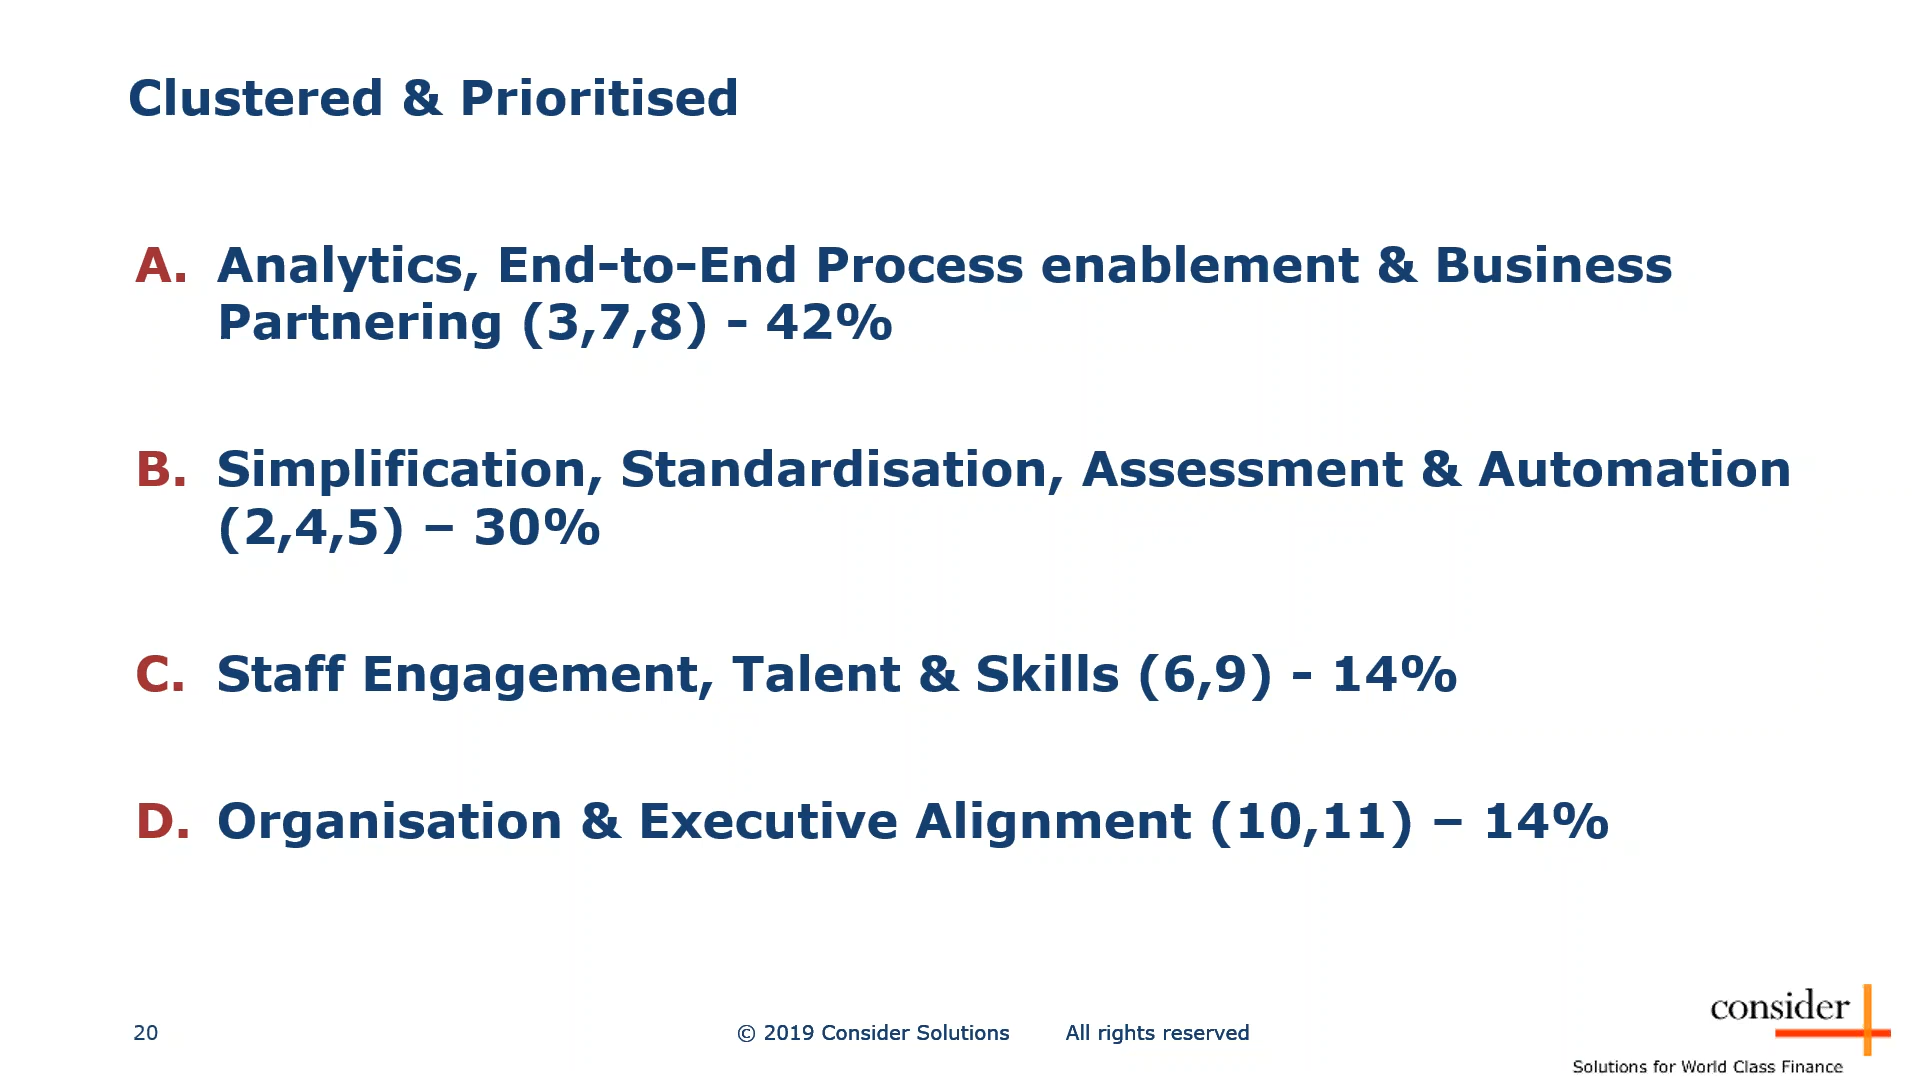 Clustered & Prioritised
A. Analytics, End-to-End Process enablement & Business
Partnering (3,7,8) - 42%
B. Simplification, Standardisation, Assessment & Automation
(2,4,5) – 30%
C. Staff Engagement, Talent & Skills (6,9) - 14%
D. Organisation & Executive Alignment (10,11) – 14%
20
© 2019 Consider Solutions All rights reserved
consider
Solutions for World Class Finance